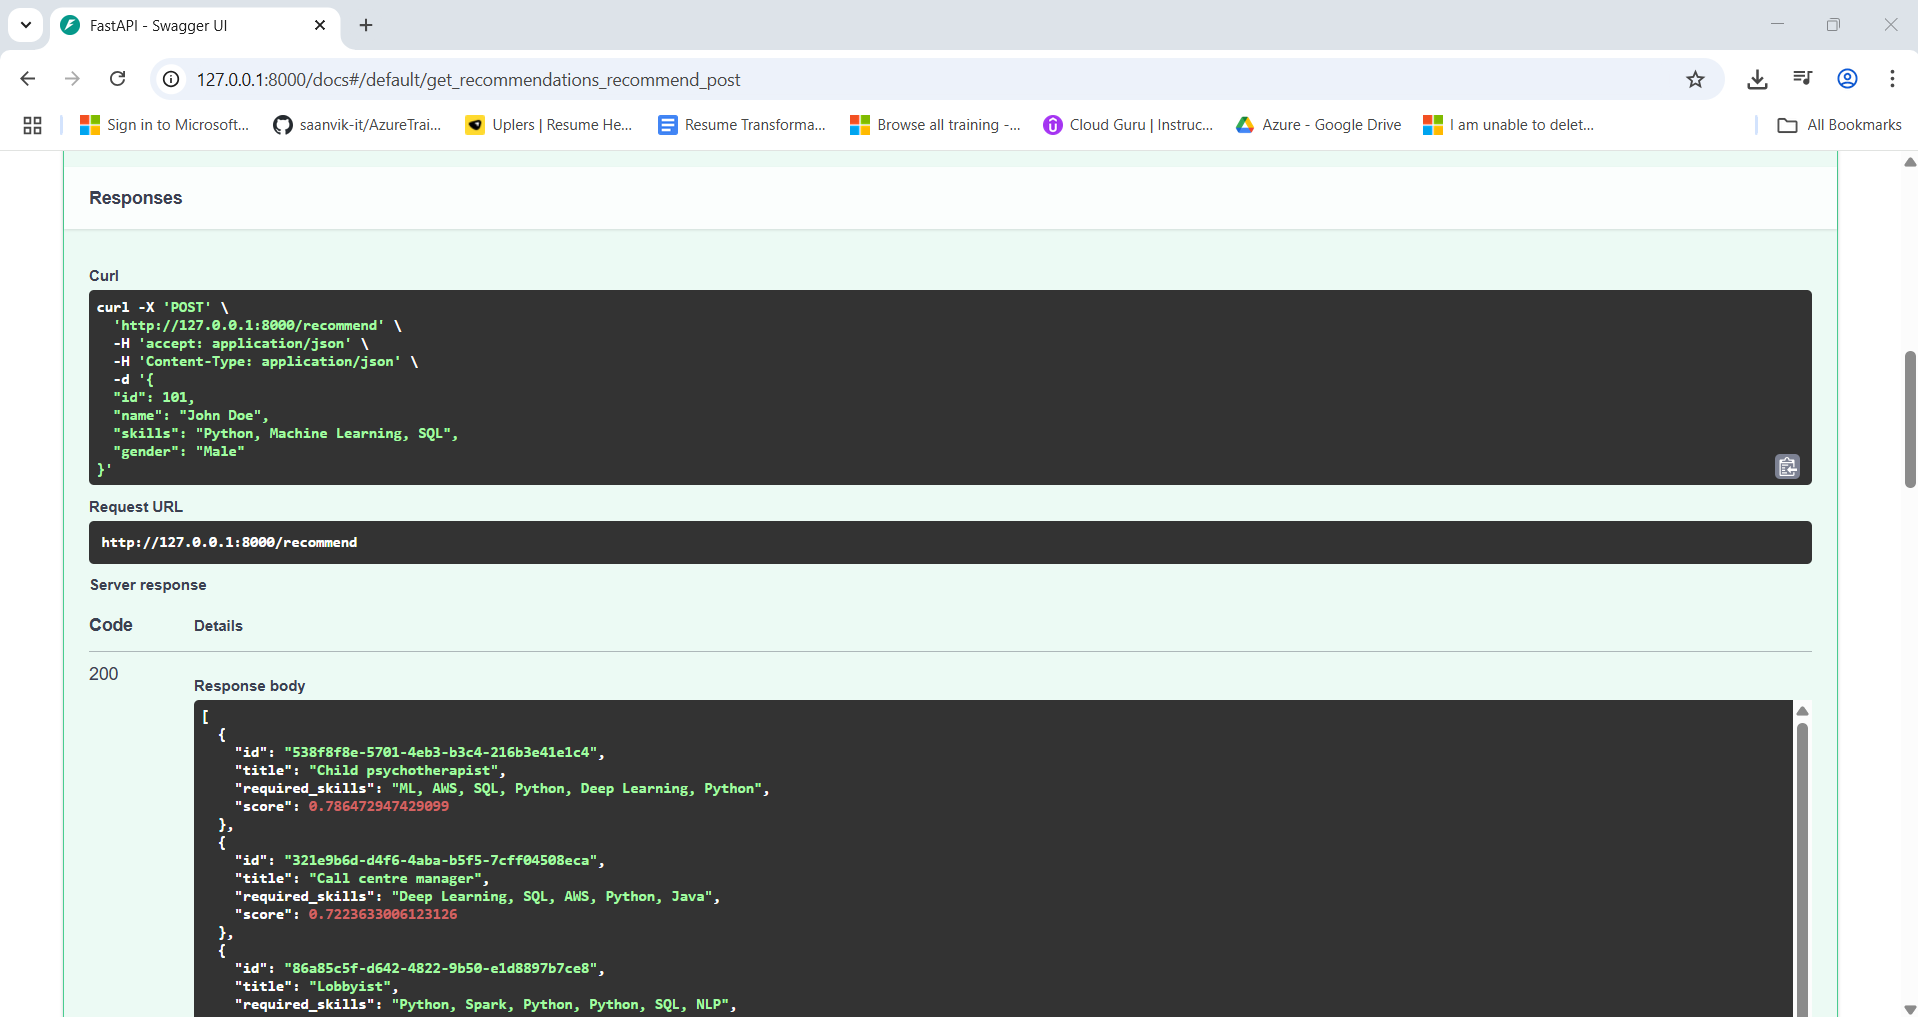 FastAPI - Swagger UI
127.0.0.1:8000/docs#/default/get_recommendations_recommend_post
Sign in to Microsoft...
saanvik-it/AzureTrai...
Uplers | Resume He...
Resume Transforma...
Browse all training -...
Cloud Guru | Instruc...
Azure - Google Drive
I am unable to delet...
All Bookmarks
Responses
Curl
curl -X 'POST' \
'http://127.0.0.1:8000/recommend' \
-H 'accept: application/json' \
-H 'Content-Type: application/json' \
-d '{
"id": 101,
"name": "John Doe",
"skills": "Python, Machine Learning, SQL",
"gender": "Male"
}'
Request URL
http://127.0.0.1:8000/recommend
Server response
Code Details
200
Response body
[
{
"id": "538f8f8e-5701-4eb3-b3c4-216b3e41e1c4",
"title": "Child psychotherapist",
"required_skills": "ML, AWS, SQL, Python, Deep Learning, Python",
"score": 0.786472947429099
},
{
"id": "321e9b6d-d4f6-4aba-b5f5-7cff04508eca",
"title": "Call centre manager",
"required_skills": "Deep Learning, SQL, AWS, Python, Java",
"score": 0.7223633006123126
},
{
"id": "86a85c5f-d642-4822-9b50-e1d8897b7ce8",
"title": "Lobbyist",
"required_skills": "Python, Spark, Python, Python, SQL, NLP",